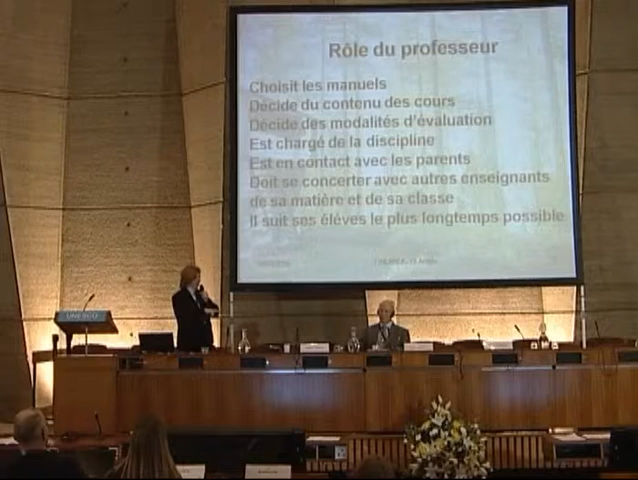 Rôle du professeur
Choisit les manuels
Décide du contenu des cours
Décide des modalités d'évaluation
Est chargé de la discipline
Est en contact avec les parents
Doit se concerter avec autres enseignants
de sa matière et de sa classe
Il suit ses élèves le plus longtemps possible
UNESCO